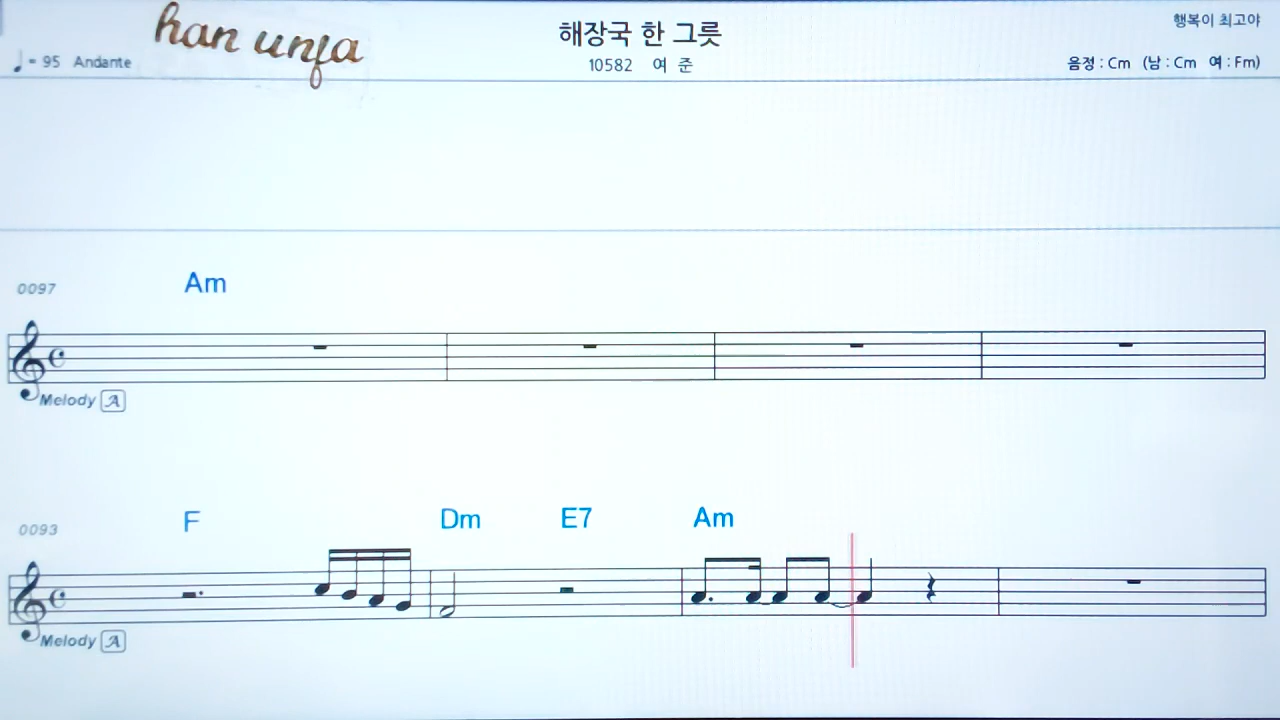 han unja
해장국 한 그릇
행복이 최고야
♩= 95 Andante
10582 여 준
음정 : Cm (남 : Cm 여 : Fm)
0097
Am
Melody A
0093
F Dm E7 Am
Melody A